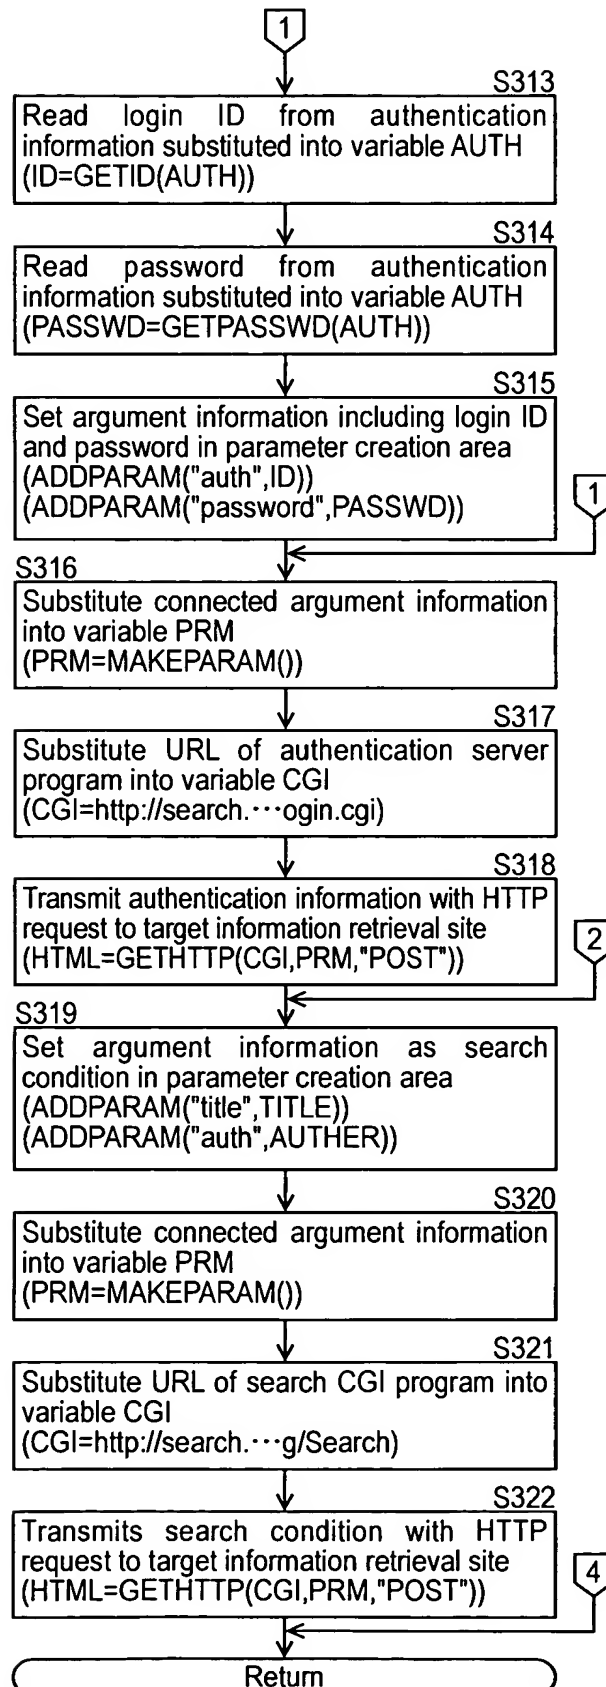 1
S313
Read login ID from authentication
information substituted into variable AUTH
(ID=GETID(AUTH))
S314
Read password from authentication
information substituted into variable AUTH
(PASSWD=GETPASSWD(AUTH))
S315
Set argument information including login ID
and password in parameter creation area
(ADDPARAM("auth",ID))
(ADDPARAM("password",PASSWD))
1
S316
Substitute connected argument information
into variable PRM
(PRM=MAKEPARAM())
S317
Substitute URL of authentication server
program into variable CGI
(CGI=http://search.···ogin.cgi)
S318
Transmit authentication information with HTTP
request to target information retrieval site
(HTML=GETHTTP(CGI,PRM,"POST"))
2
S319
Set argument information as search
condition in parameter creation area
(ADDPARAM("title",TITLE))
(ADDPARAM("auth",AUTHER))
S320
Substitute connected argument information
into variable PRM
(PRM=MAKEPARAM())
S321
Substitute URL of search CGI program into
variable CGI
(CGI=http://search.···g/Search)
S322
Transmits search condition with HTTP
request to target information retrieval site
(HTML=GETHTTP(CGI,PRM,"POST"))
4
Return